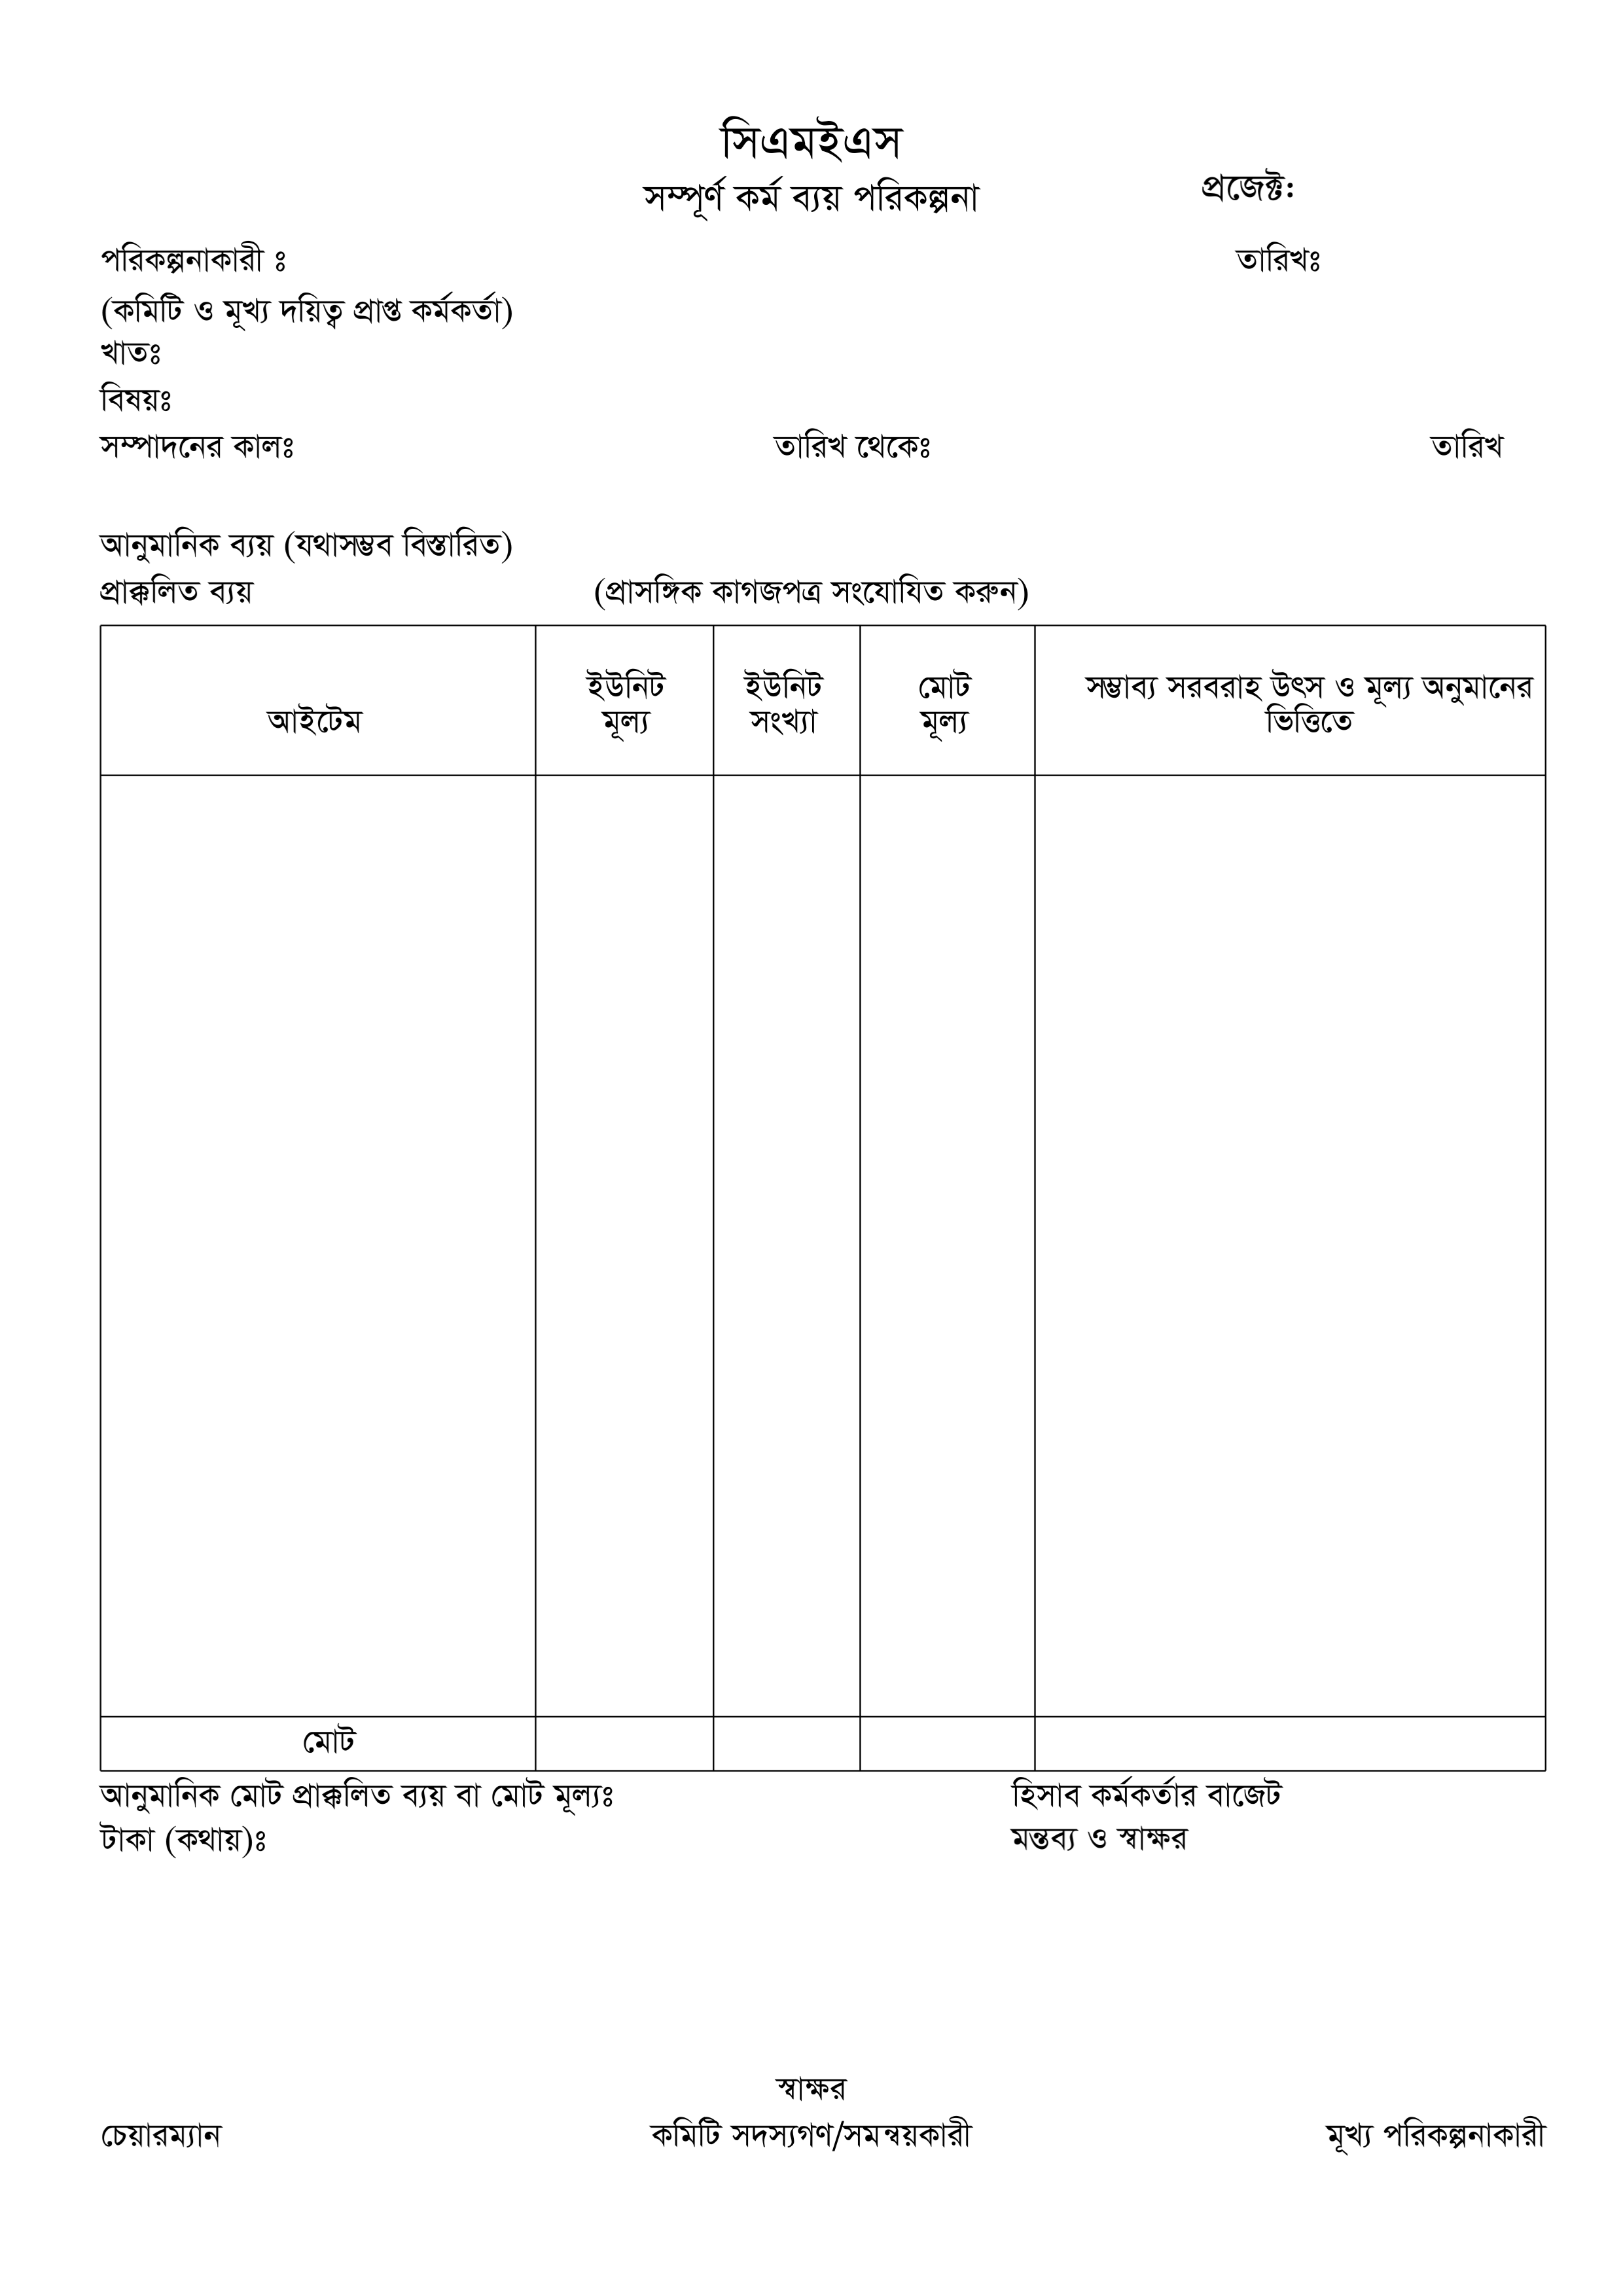 সিএমইএস
সম্পূর্ণ কর্ম ব্যয় পরিকল্পনা
প্রজেক্ট:
পরিকল্পনাকারী ঃ তারিখঃ
(কমিটি ও মূখ্য দয়িত্ব প্রাপ্ত কর্মকর্তা)
খাতঃ
বিষয়ঃ
সম্পাদনের কালঃ তারিখ থেকেঃ তারিখ
আনুমানিক ব্যয় (যথাসম্ভব বিস্তারিত)
প্রাক্কলিত ব্যয় (প্রাসঙ্গিক কাগজপত্র সংযোযিত করুন)
আইটেম
ইউনিট
মূল্য
ইউনিট
সংখ্যা
মোট
মূল্য
সম্ভাব্য সরবরাহ উৎস ও মূল্য অনুমানের
ভিত্তিতে
মোট
আনুমানিক মোট প্রাক্কলিত ব্যয় বা মোট মূল্যঃ
টাকা (কথায়)ঃ
হিসাব কর্মকর্তার বাজেট
মন্তব্য ও স্বাক্ষর
স্বাক্ষর
চেয়ারম্যান কমিটি সদস্যগণ/সমন্বয়কারী মূখ্য পরিকল্পনাকারী